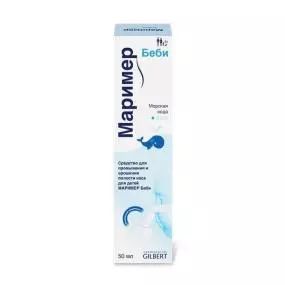 Маример
Беби
Морская
вода
Средство для
промывания и
орошения
полости носа
для детей
МАРИМЕР Беби
50 мл
GILBERT